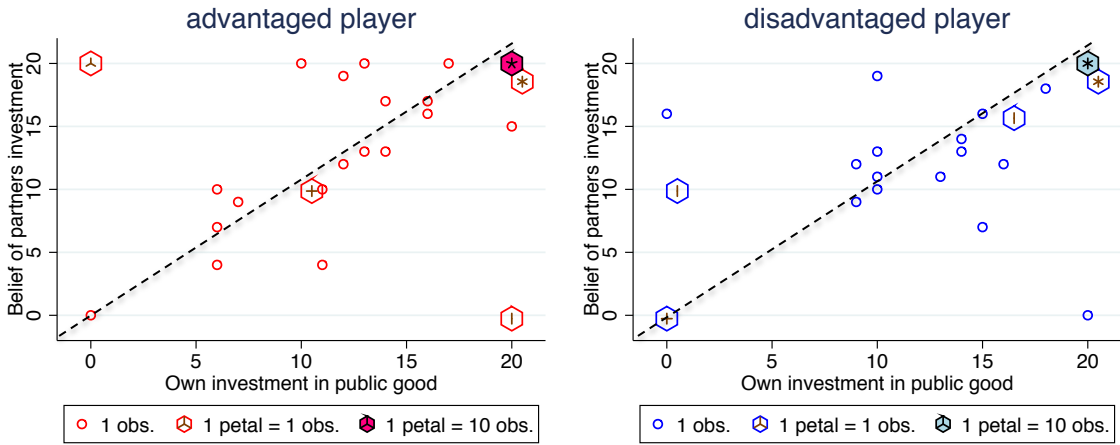 advantaged player
Belief of partners investment
20
15
10
5
0
0 5 10 15 20
Own investment in public good
1 obs. 1 petal = 1 obs. 1 petal = 10 obs.
disadvantaged player
Belief of partners investment
20
15
10
5
0
0 5 10 15 20
Own investment in public good
1 obs. 1 petal = 1 obs. 1 petal = 10 obs.